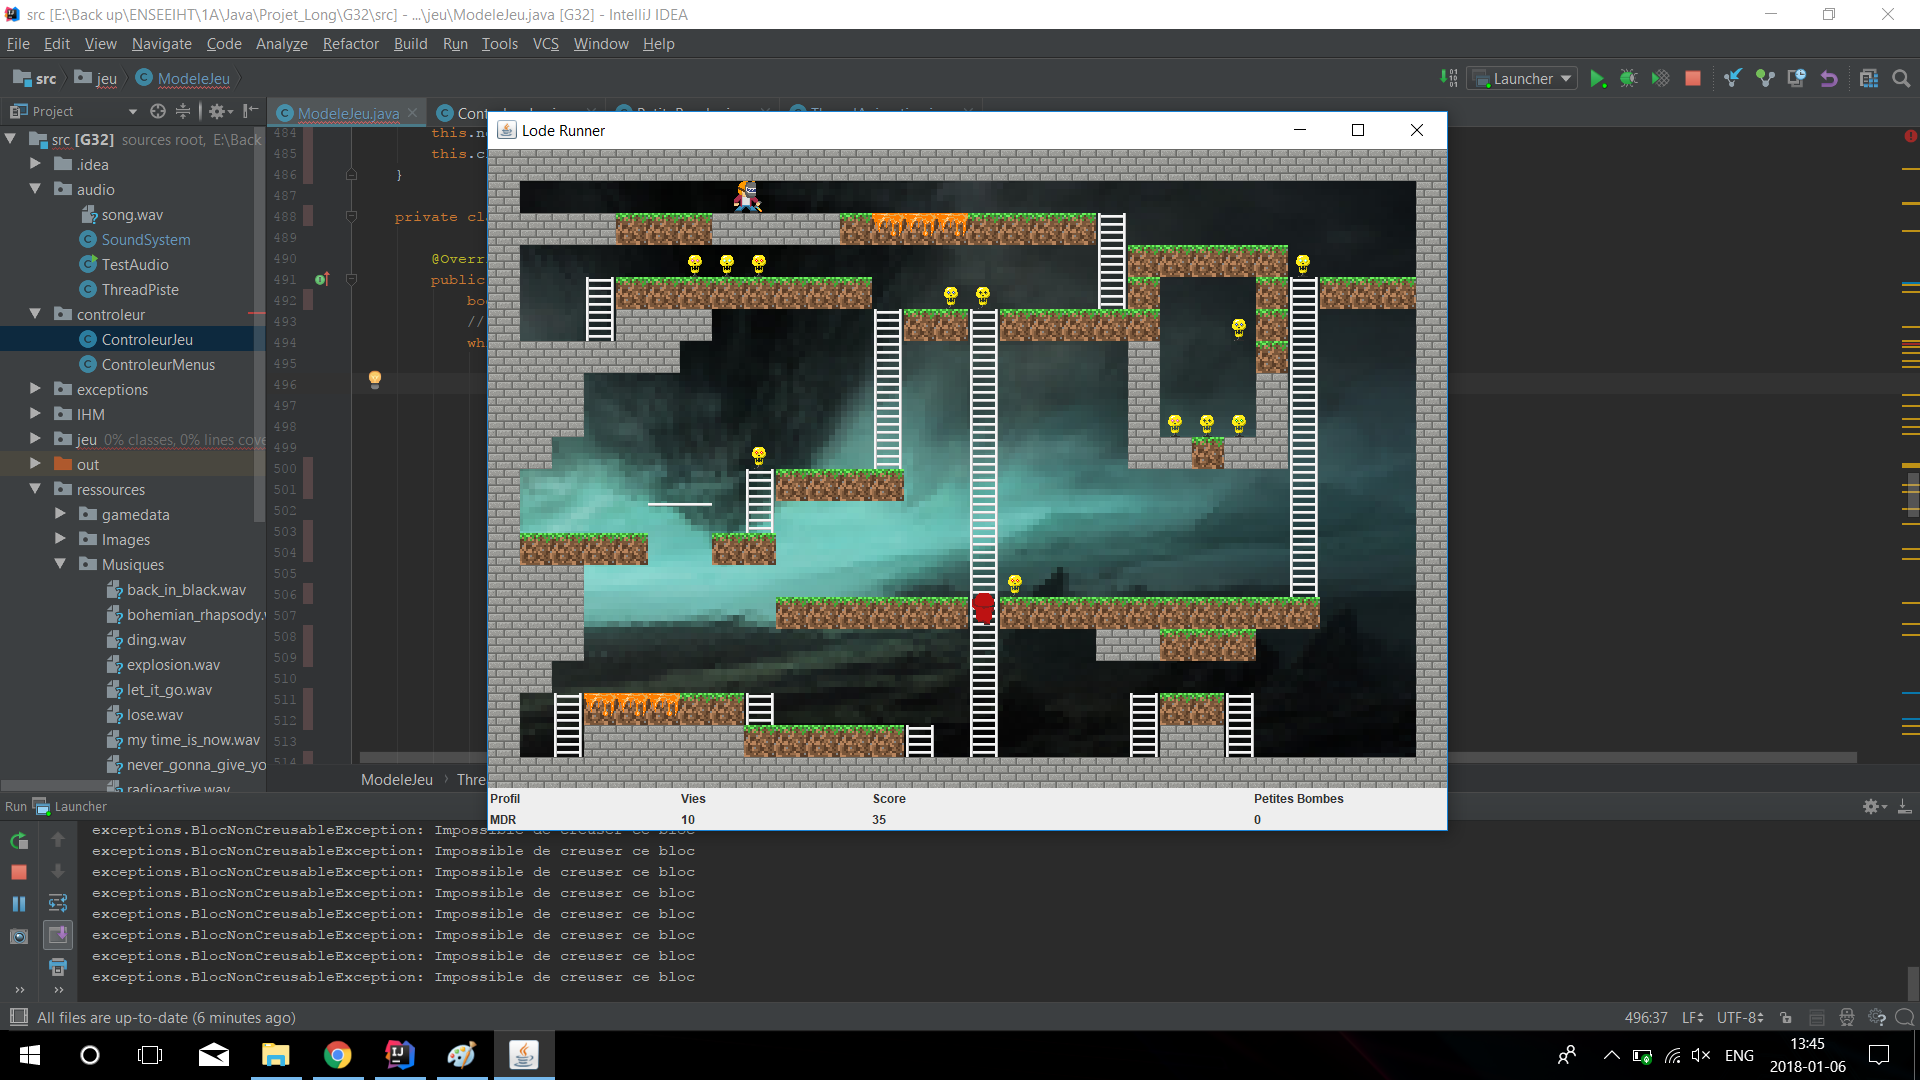 src [E:\Back up\ENSEEIHT\1A\Java\Projet_Long\G32\src] - ...\jeu\ModeleJeu.java [G32] - IntelliJ IDEA
File Edit View Navigate Code Analyze Refactor Build Run Tools VCS Window Help
src jeu ModeleJeu
Launcher
Project
ModeleJeu.java
Cont
src [G32] sources root, E:\Back
.idea
audio
song.wav
SoundSystem
TestAudio
ThreadPiste
controleur
ControleurJeu
ControleurMenus
exceptions
IHM
jeu 0% classes, 0% lines cove
out
ressources
gamedata
Images
Musiques
back_in_black.wav
bohemian_rhapsody.
ding.wav
explosion.wav
let_it_go.wav
lose.wav
my time_is_now.wav
never_gonna_give_yo
radioactive.wav
484 this.n
485 this.c
486 }
487
488 private cl
489
490 @Overr
491 public
492 bo
493 //
494 wh
495
496
497
498
499
500
501
502
503
504
505
506
507
508
509
510
511
512
513
514
ModeleJeu Thre
Lode Runner
Profil Vies Score Petites Bombes
MDR 10 35 0
Run Launcher
exceptions.BlocNonCreusableException: Impossible de creuser ce bloc
exceptions.BlocNonCreusableException: Impossible de creuser ce bloc
exceptions.BlocNonCreusableException: Impossible de creuser ce bloc
exceptions.BlocNonCreusableException: Impossible de creuser ce bloc
exceptions.BlocNonCreusableException: Impossible de creuser ce bloc
exceptions.BlocNonCreusableException: Impossible de creuser ce bloc
exceptions.BlocNonCreusableException: Impossible de creuser ce bloc
exceptions.BlocNonCreusableException: Impossible de creuser ce bloc
All files are up-to-date (6 minutes ago)
496:37 LF UTF-8
ENG
13:45
2018-01-06